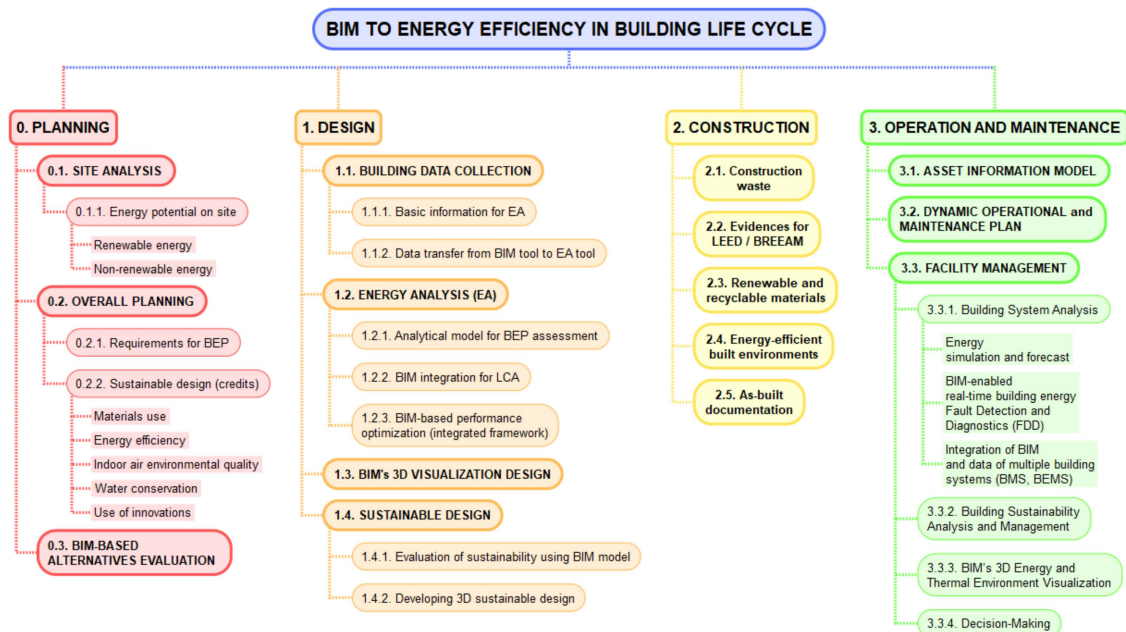 BIM TO ENERGY EFFICIENCY IN BUILDING LIFE CYCLE
0. PLANNING
0.1. SITE ANALYSIS
0.1.1. Energy potential on site
Renewable energy
Non-renewable energy
0.2. OVERALL PLANNING
0.2.1. Requirements for BEP
0.2.2. Sustainable design (credits)
Materials use
Energy efficiency
Indoor air environmental quality
Water conservation
Use of innovations
0.3. BIM-BASED
ALTERNATIVES EVALUATION
1. DESIGN
1.1. BUILDING DATA COLLECTION
1.1.1. Basic information for EA
1.1.2. Data transfer from BIM tool to EA tool
1.2. ENERGY ANALYSIS (EA)
1.2.1. Analytical model for BEP assessment
1.2.2. BIM integration for LCA
1.2.3. BIM-based performance
optimization (integrated framework)
1.3. BIM's 3D VISUALIZATION DESIGN
1.4. SUSTAINABLE DESIGN
1.4.1. Evaluation of sustainability using BIM model
1.4.2. Developing 3D sustainable design
2. CONSTRUCTION
2.1. Construction
waste
2.2. Evidences for
LEED / BREEAM
2.3. Renewable and
recyclable materials
2.4. Energy-efficient
built environments
2.5. As-built
documentation
3. OPERATION AND MAINTENANCE
3.1. ASSET INFORMATION MODEL
3.2. DYNAMIC OPERATIONAL and
MAINTENANCE PLAN
3.3. FACILITY MANAGEMENT
3.3.1. Building System Analysis
Energy
simulation and forecast
BIM-enabled
real-time building energy
Fault Detection and
Diagnostics (FDD)
Integration of BIM
and data of multiple building
systems (BMS, BEMS)
3.3.2. Building Sustainability
Analysis and Management
3.3.3. BIM's 3D Energy and
Thermal Environment Visualization
3.3.4. Decision-Making